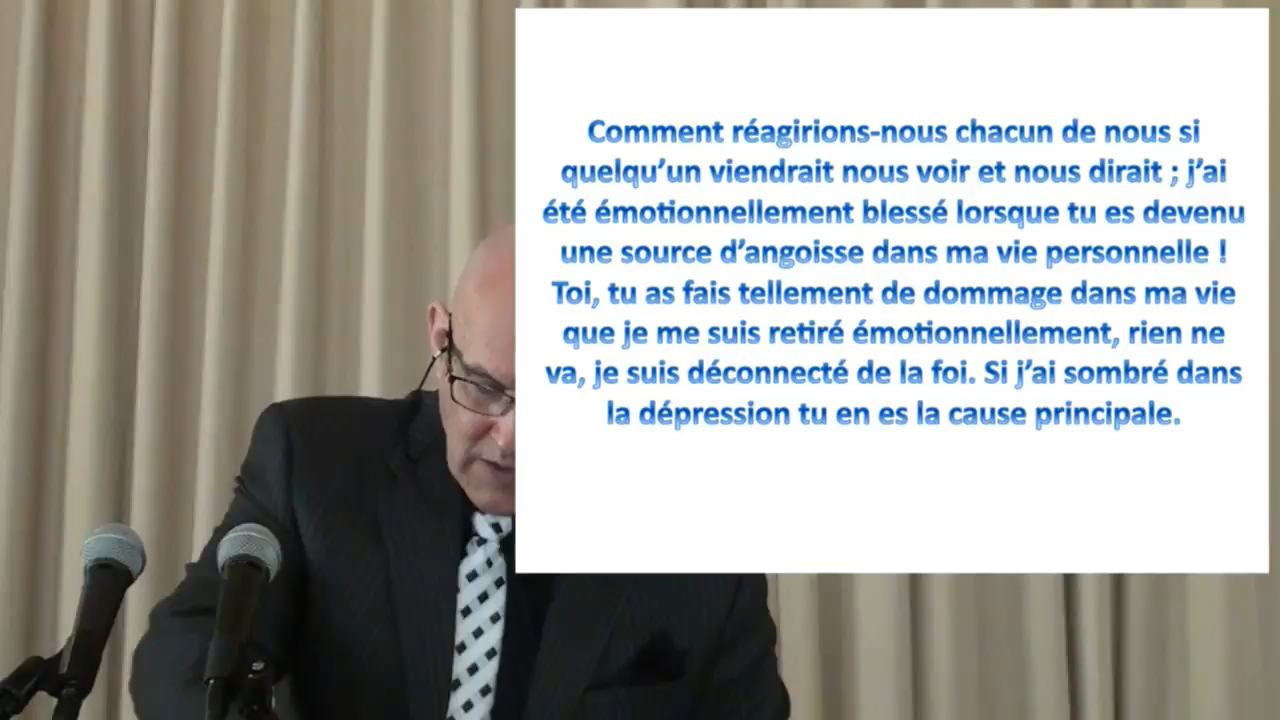 Comment réagirions-nous chacun de nous si
quelqu’un viendrait nous voir et nous dirait ; j’ai
été émotionnellement blessé lorsque tu es devenu
une source d’angoisse dans ma vie personnelle !
Toi, tu as fais tellement de dommage dans ma vie
que je me suis retiré émotionnellement, rien ne
va, je suis déconnecté de la foi. Si j’ai sombré dans
la dépression tu en es la cause principale.